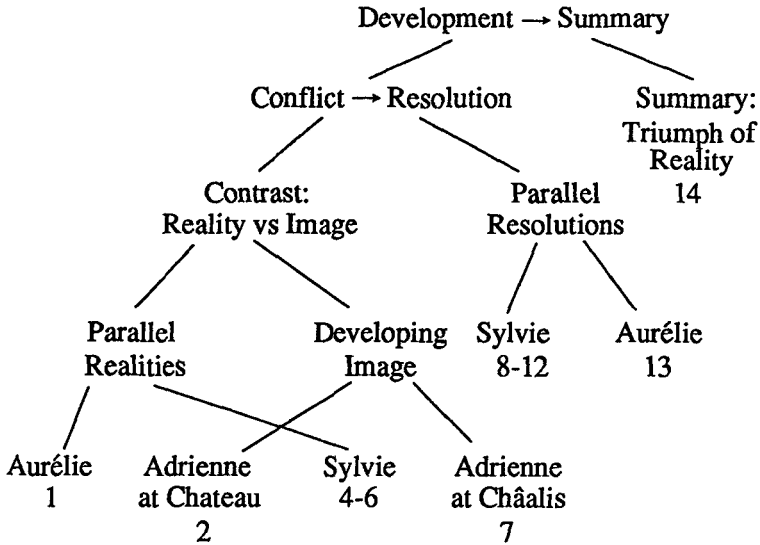 Development → Summary
Conflict → Resolution
Summary:
Triumph of
Reality
14
Contrast:
Reality vs Image
Parallel
Resolutions
Parallel
Realities
Developing
Image
Sylvie
8-12
Aurélie
13
Aurélie
1
Adrienne
at Chateau
2
Sylvie
4-6
Adrienne
at Châalis
7